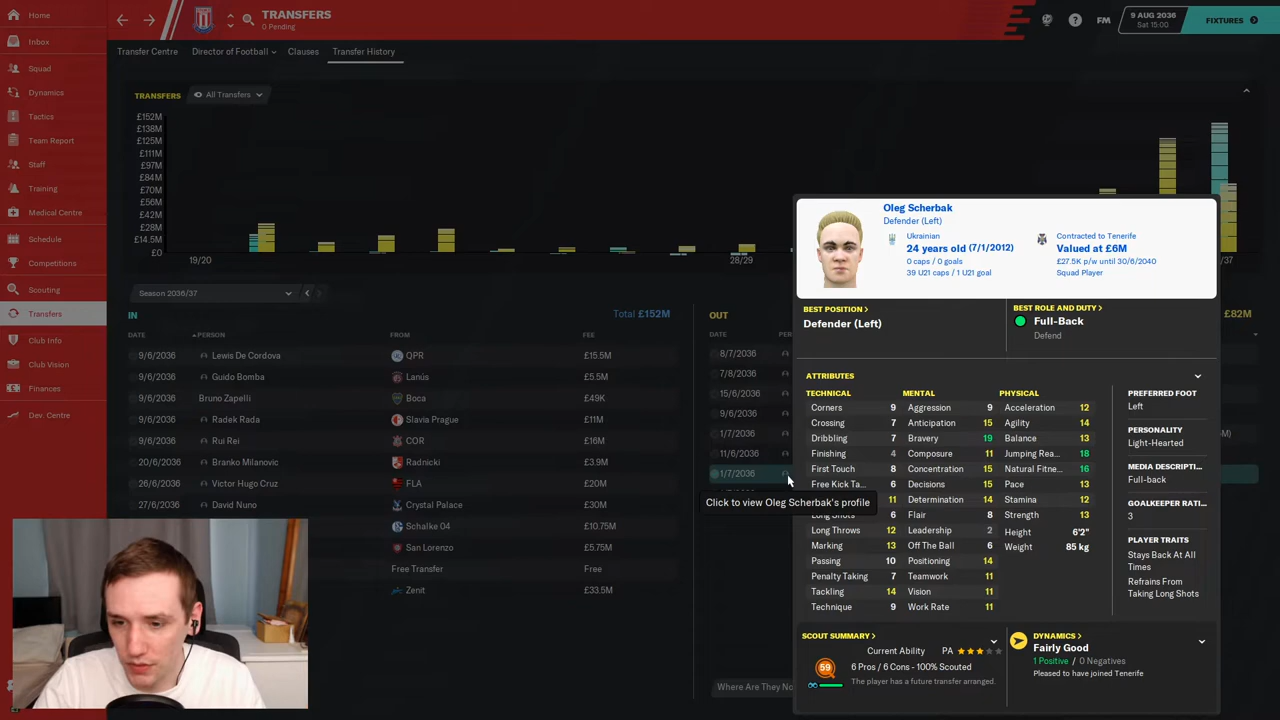 Home
TRANSFERS
0 Pending
FM
9 AUG 2036
Sat 15:00
FIXTURES
Inbox
Squad
Dynamics
Tactics
Team Report
Staff
Training
Medical Centre
Schedule
Competitions
Scouting
Transfers
Club Info
Club Vision
Finances
Dev. Centre
Transfer Centre
Director of Football
Clauses
Transfer History
TRANSFERS
All Transfers
£152M
£138M
£125M
£111M
£97M
£84M
£70M
£56M
£42M
£28M
£14.5M
£0
19/20
28/29
/37
Season 2036/37
IN
Total £152M
DATE
PERSON
FROM
FEE
9/6/2036 Lewis De Cordova QPR £15.5M
9/6/2036 Guido Bomba Lanús £5.5M
9/6/2036 Bruno Zapelli Boca £49K
9/6/2036 Radek Rada Slavia Prague £11M
9/6/2036 Rui Rei COR £16M
20/6/2036 Branko Milanovic Radnicki £3.9M
26/6/2036 Victor Hugo Cruz FLA £20M
27/6/2036 David Nuno Crystal Palace £30M
Schalke 04 £10.75M
San Lorenzo £5.75M
Free Transfer Free
Zenit £33.5M
OUT
£82M
DATE
PER
8/7/2036
7/8/2036
15/6/2036
9/6/2036
1/7/2036
11/6/2036
1/7/2036
M)
Click to view Oleg Scherbak's profile
Where Are They No
Oleg Scherbak
Defender (Left)
Ukrainian
24 years old (7/1/2012)
0 caps / 0 goals
39 U21 caps / 1 U21 goal
Contracted to Tenerife
Valued at £6M
£27.5K p/w until 30/6/2040
Squad Player
BEST POSITION
Defender (Left)
BEST ROLE AND DUTY
Full-Back
Defend
ATTRIBUTES
TECHNICAL MENTAL PHYSICAL
Corners 9 Aggression 9 Acceleration 12
Crossing 7 Anticipation 15 Agility 14
Dribbling 7 Bravery 19 Balance 13
Finishing 4 Composure 11 Jumping Rea... 18
First Touch 8 Concentration 15 Natural Fitne... 16
Free Kick Ta... 6 Decisions 15 Pace 13
11 Determination 14 Stamina 12
Long Shots 6 Flair 8 Strength 13
Long Throws 12 Leadership 2 Height 6'2"
Marking 13 Off The Ball 6 Weight 85 kg
Passing 10 Positioning 14
Penalty Taking 7 Teamwork 11
Tackling 14 Vision 11
Technique 9 Work Rate 11
PREFERRED FOOT
Left
PERSONALITY
Light-Hearted
MEDIA DESCRIPTI...
Full-back
GOALKEEPER RATI...
3
PLAYER TRAITS
Stays Back At All
Times
Refrains From
Taking Long Shots
SCOUT SUMMARY
Current Ability PA
59
6 Pros / 6 Cons - 100% Scouted
The player has a future transfer arranged.
DYNAMICS
Fairly Good
1 Positive / 0 Negatives
Pleased to have joined Tenerife